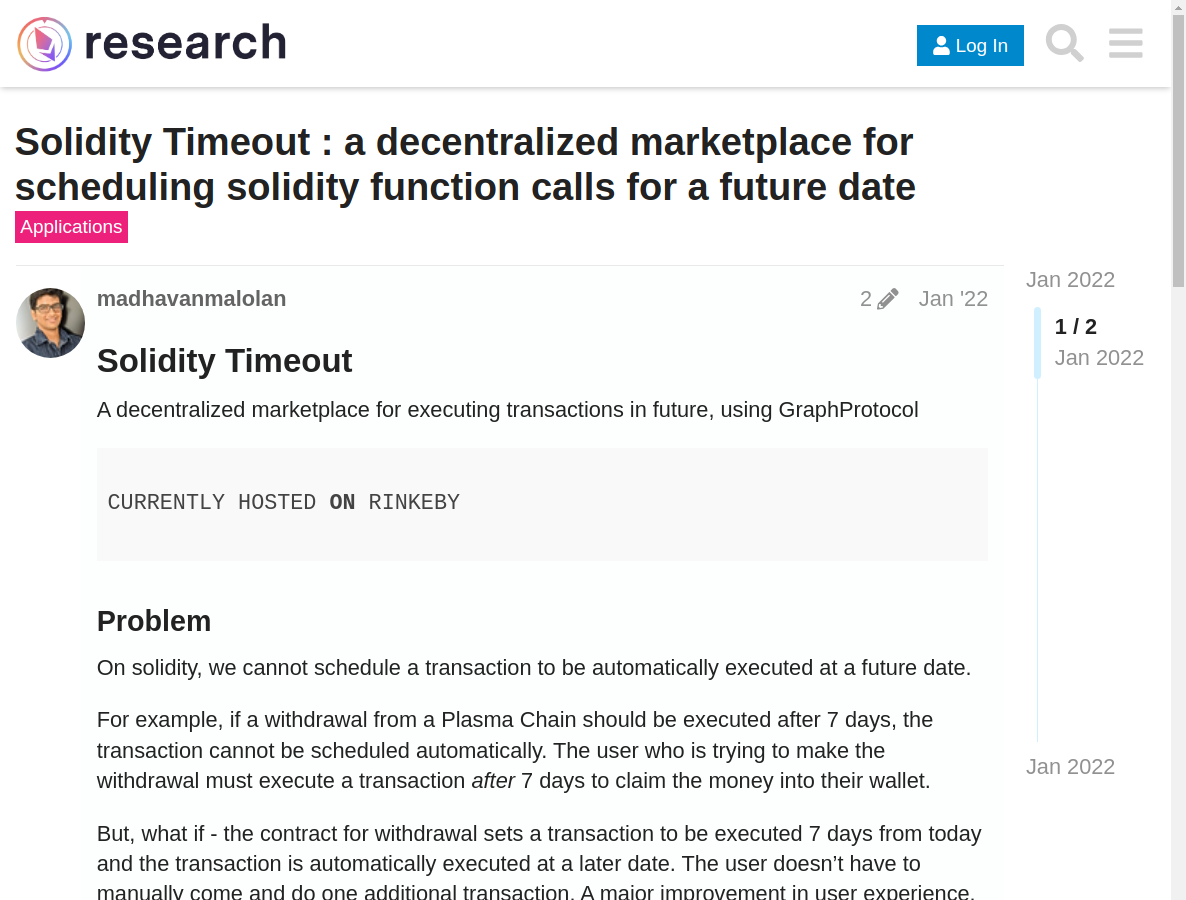 research
Log In
Solidity Timeout : a decentralized marketplace for
scheduling solidity function calls for a future date
Applications
madhavanmalolan
2
Jan '22
Solidity Timeout
A decentralized marketplace for executing transactions in future, using GraphProtocol
CURRENTLY HOSTED ON RINKEBY
Problem
On solidity, we cannot schedule a transaction to be automatically executed at a future date.
For example, if a withdrawal from a Plasma Chain should be executed after 7 days, the
transaction cannot be scheduled automatically. The user who is trying to make the
withdrawal must execute a transaction after 7 days to claim the money into their wallet.
But, what if - the contract for withdrawal sets a transaction to be executed 7 days from today
and the transaction is automatically executed at a later date. The user doesn’t have to
manually come and do one additional transaction. A major improvement in user experience.
Jan 2022
1 / 2
Jan 2022
Jan 2022